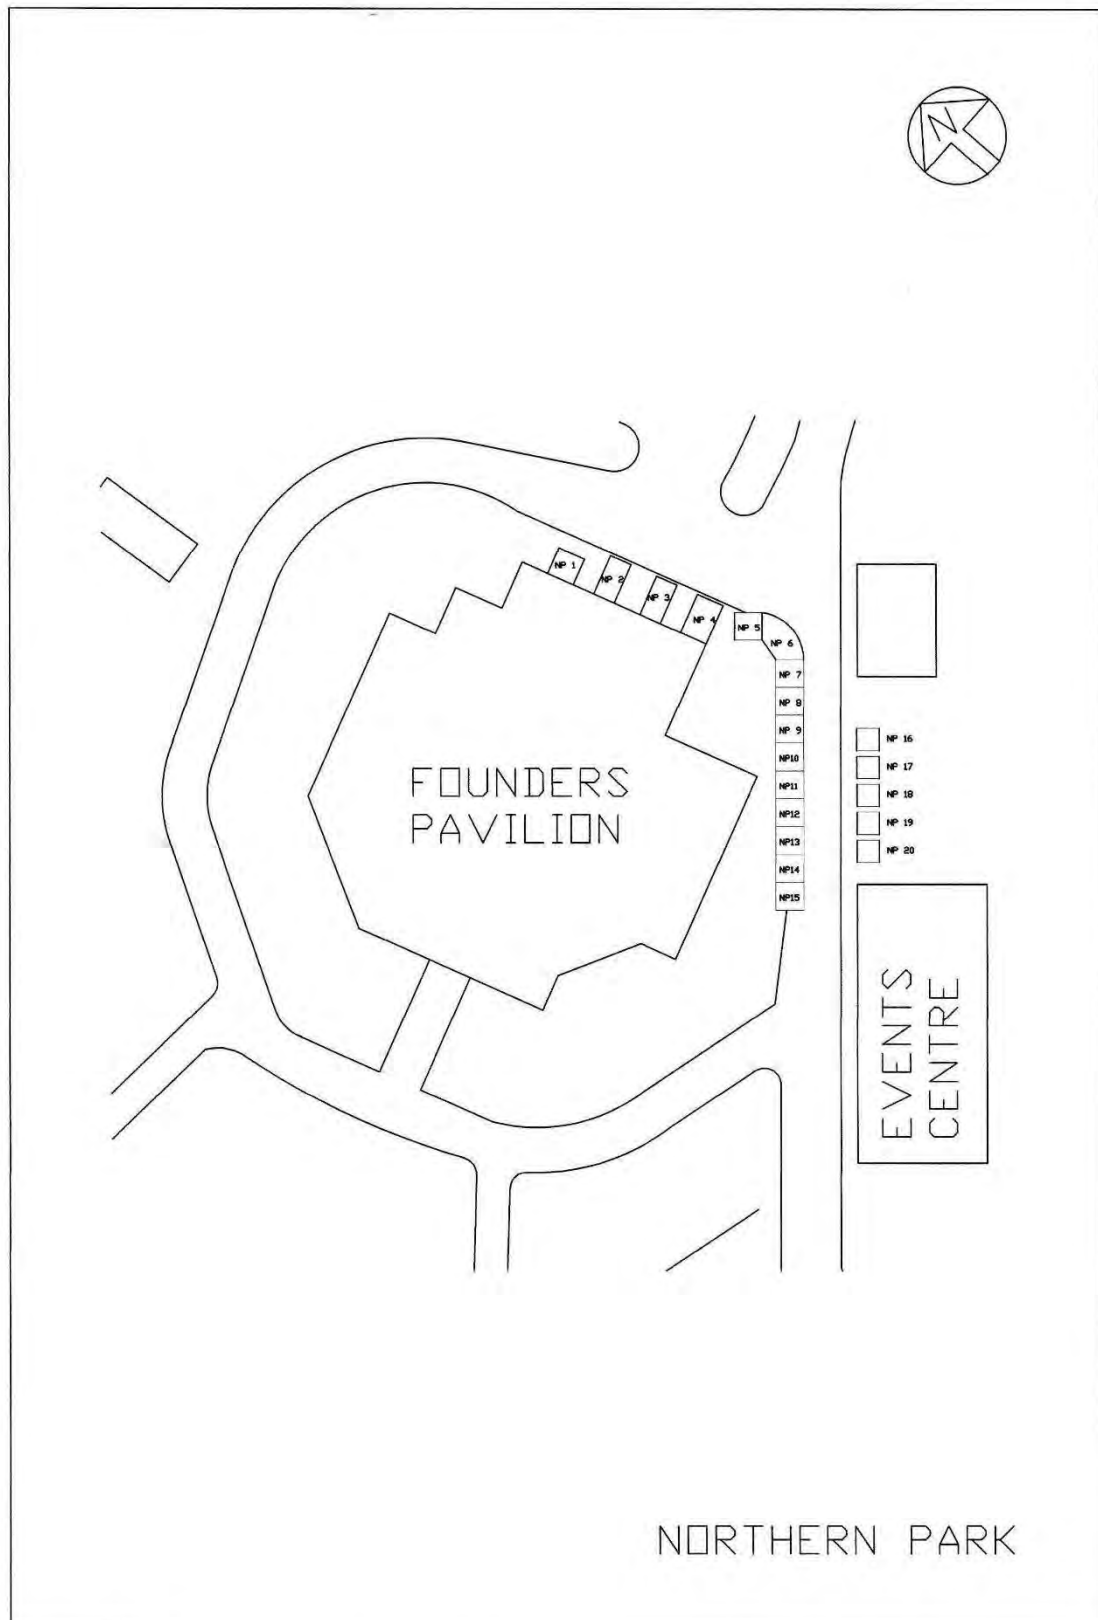 N
NP 1
NP 2
NP 3
NP 4
NP 5
NP 6
NP 7
NP 8
NP 9
NP10
NP11
NP12
NP13
NP14
NP15
NP 16
NP 17
NP 18
NP 19
NP 20
FOUNDERS
PAVILION
EVENTS
CENTRE
NORTHERN PARK